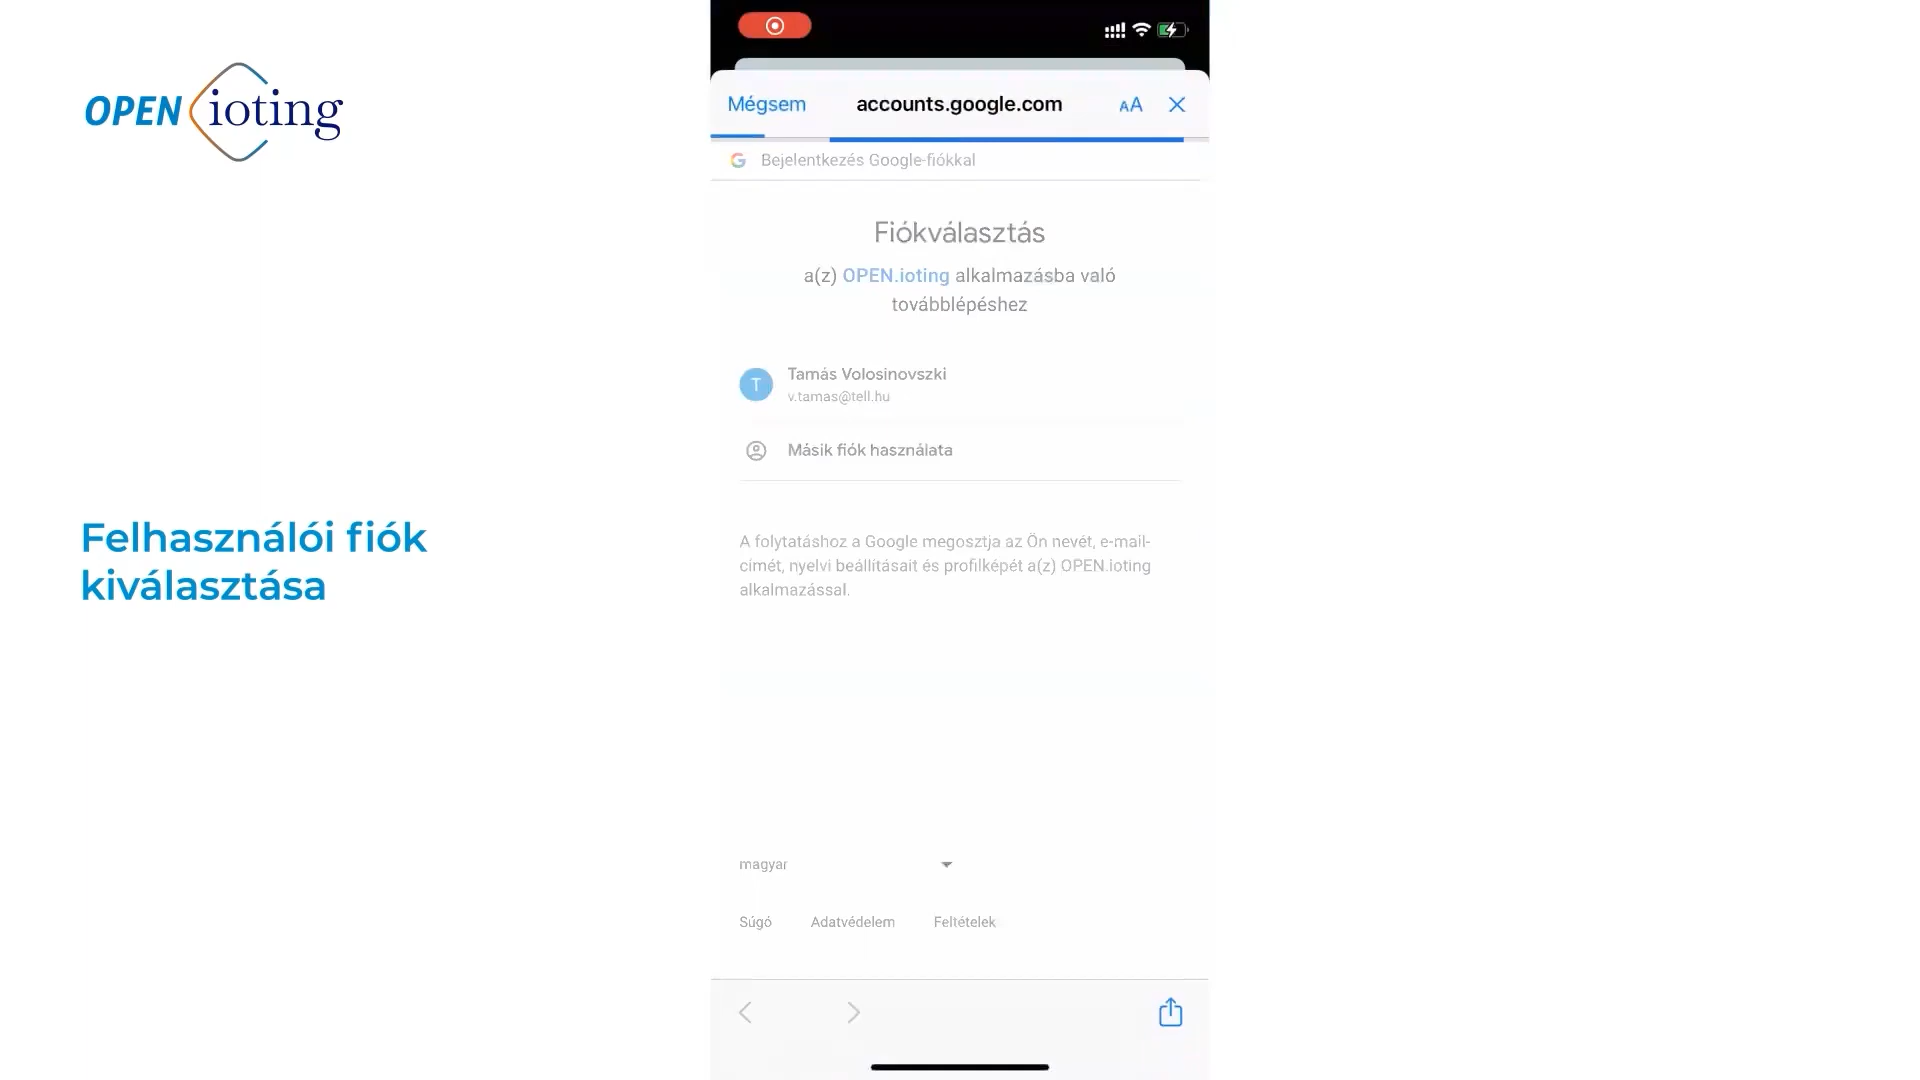 OPEN ioting
Felhasználói fiók
kiválasztása
Mégsem
accounts.google.com
AA
Bejelentkezés Google-fiókkal
Fiókválasztás
a(z) OPEN.ioting alkalmazásba való
továbblépéshez
T
Tamás Volosinovszki
v.tamas@tell.hu
Másik fiók használata
A folytatáshoz a Google megosztja az Ön nevét, e-mail-
címét, nyelvi beállításait és profilképét a(z) OPEN.ioting
alkalmazással.
magyar
Súgó Adatvédelem Feltételek